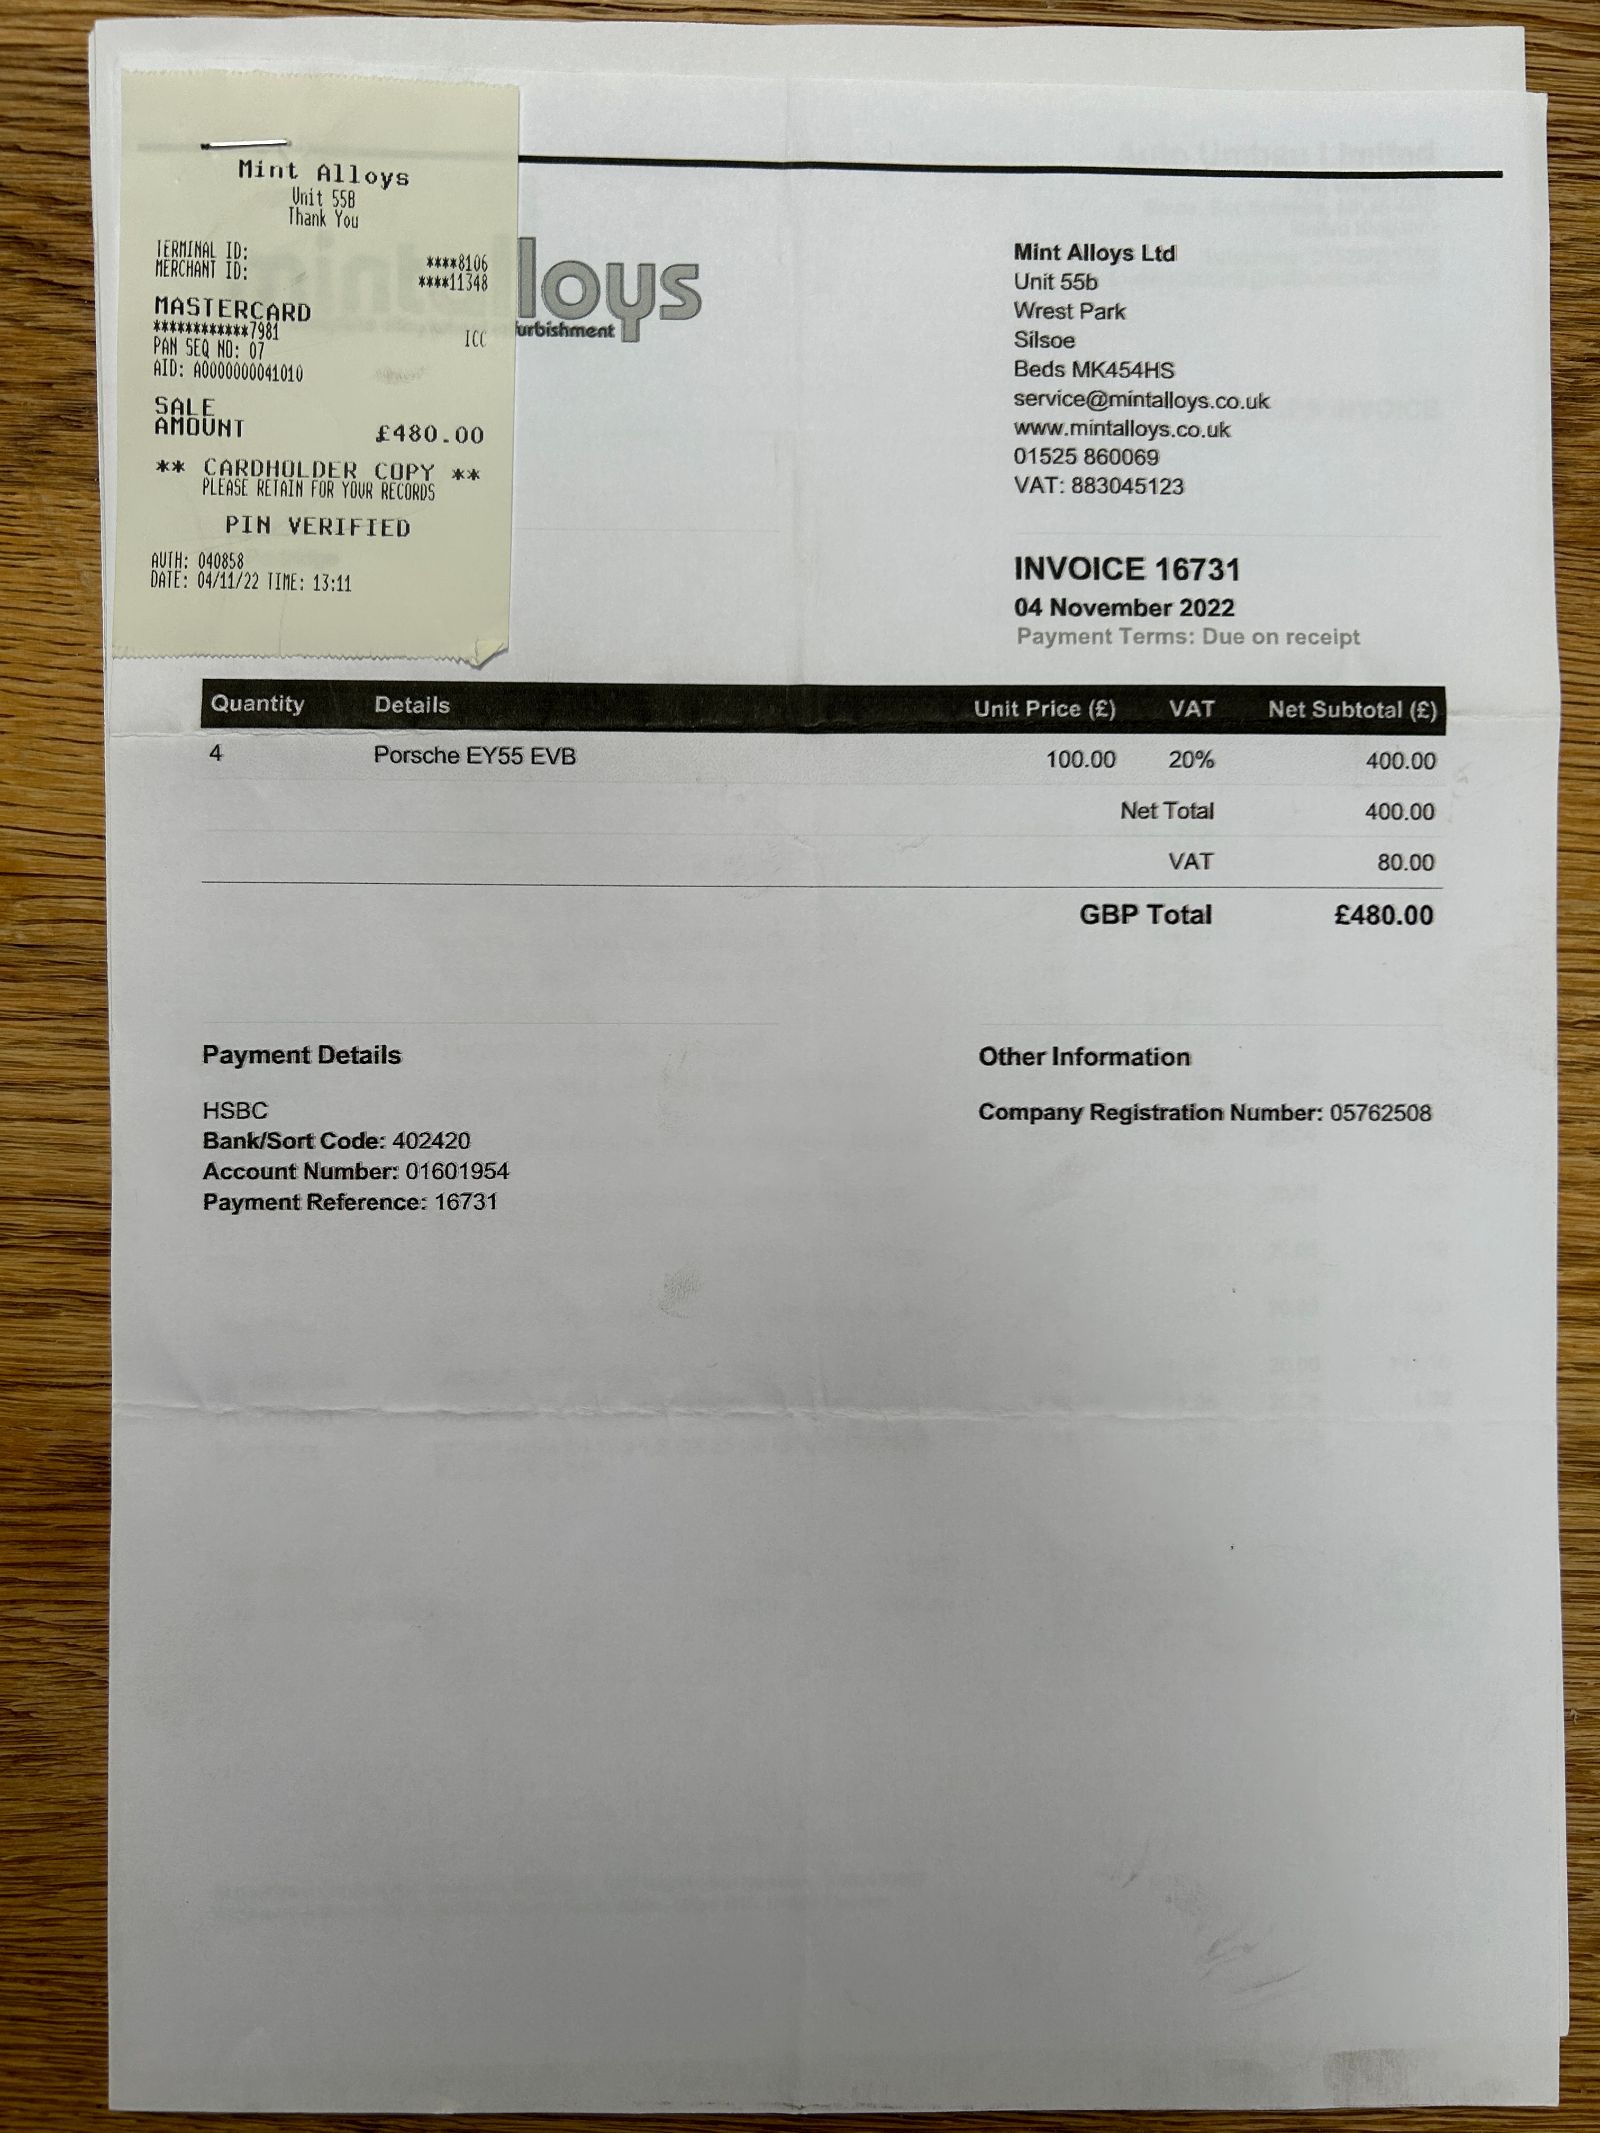 Mint Alloys
Unit 55B
Thank You
TERMINAL ID: ****8106
MERCHANT ID: ****11348
MASTERCARD
************7981 ICC
PAN SEQ NO: 07
AID: A0000000041010
SALE
AMOUNT £480.00
** CARDHOLDER COPY **
PLEASE RETAIN FOR YOUR RECORDS
PIN VERIFIED
AUTH: 040858
DATE: 04/11/22 TIME: 13:11
mintalloys
furbishment
Mint Alloys Ltd
Unit 55b
Wrest Park
Silsoe
Beds MK454HS
service@mintalloys.co.uk
www.mintalloys.co.uk
01525 860069
VAT: 883045123
INVOICE 16731
04 November 2022
Payment Terms: Due on receipt
Quantity Details Unit Price (£) VAT Net Subtotal (£)
4 Porsche EY55 EVB 100.00 20% 400.00
Net Total 400.00
VAT 80.00
GBP Total £480.00
Payment Details
HSBC
Bank/Sort Code: 402420
Account Number: 01601954
Payment Reference: 16731
Other Information
Company Registration Number: 05762508